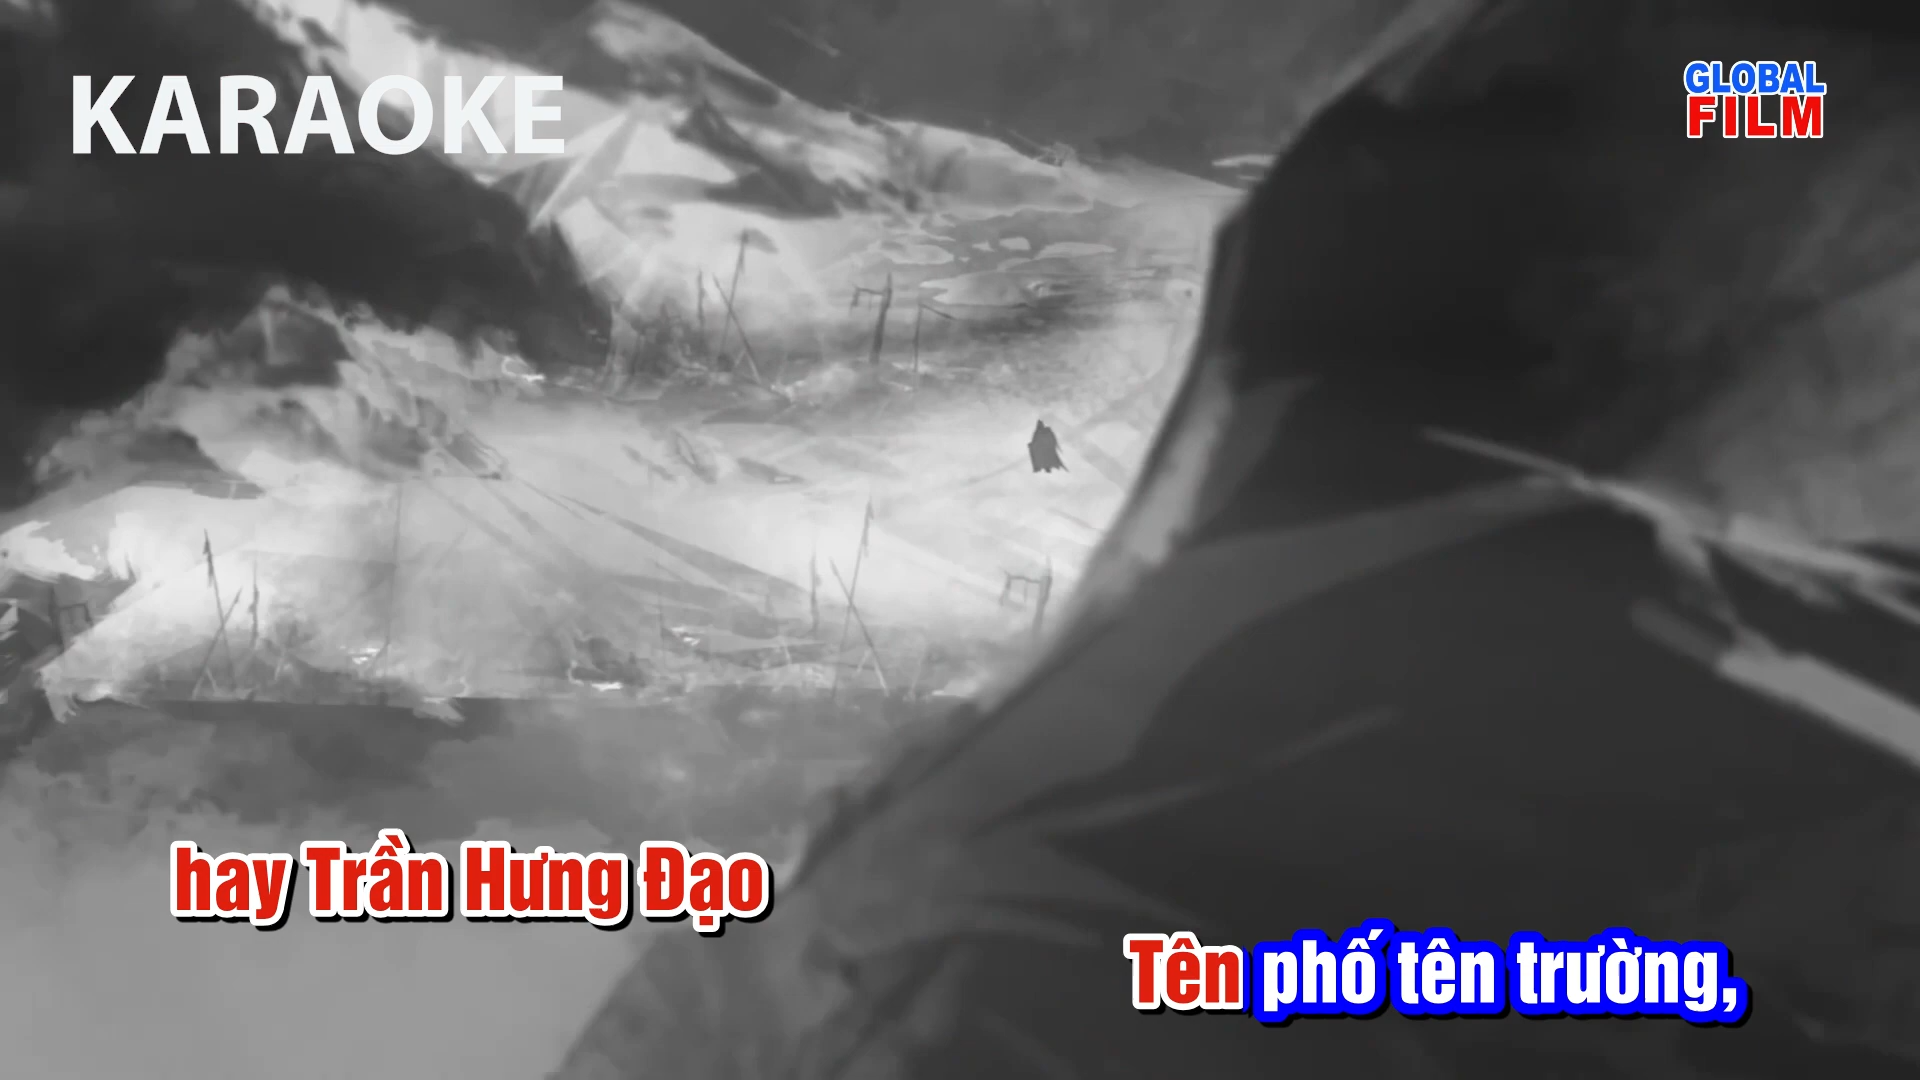 KARAOKE
GLOBAL
FILM
hay Trần Hưng Đạo
Tên phố tên trường,